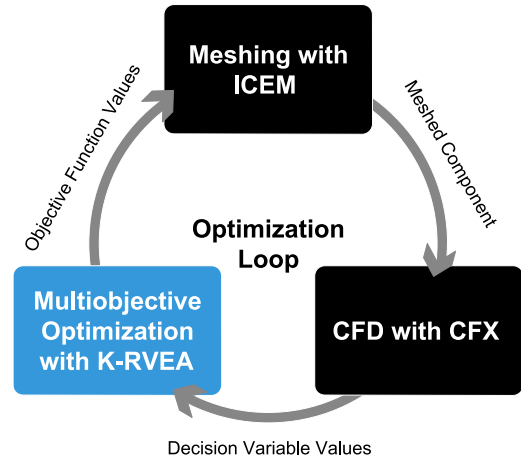 Meshing with
ICEM
Objective Function Values
Meshed Component
Optimization
Loop
Multiobjective
Optimization
with K-RVEA
CFD with CFX
Decision Variable Values